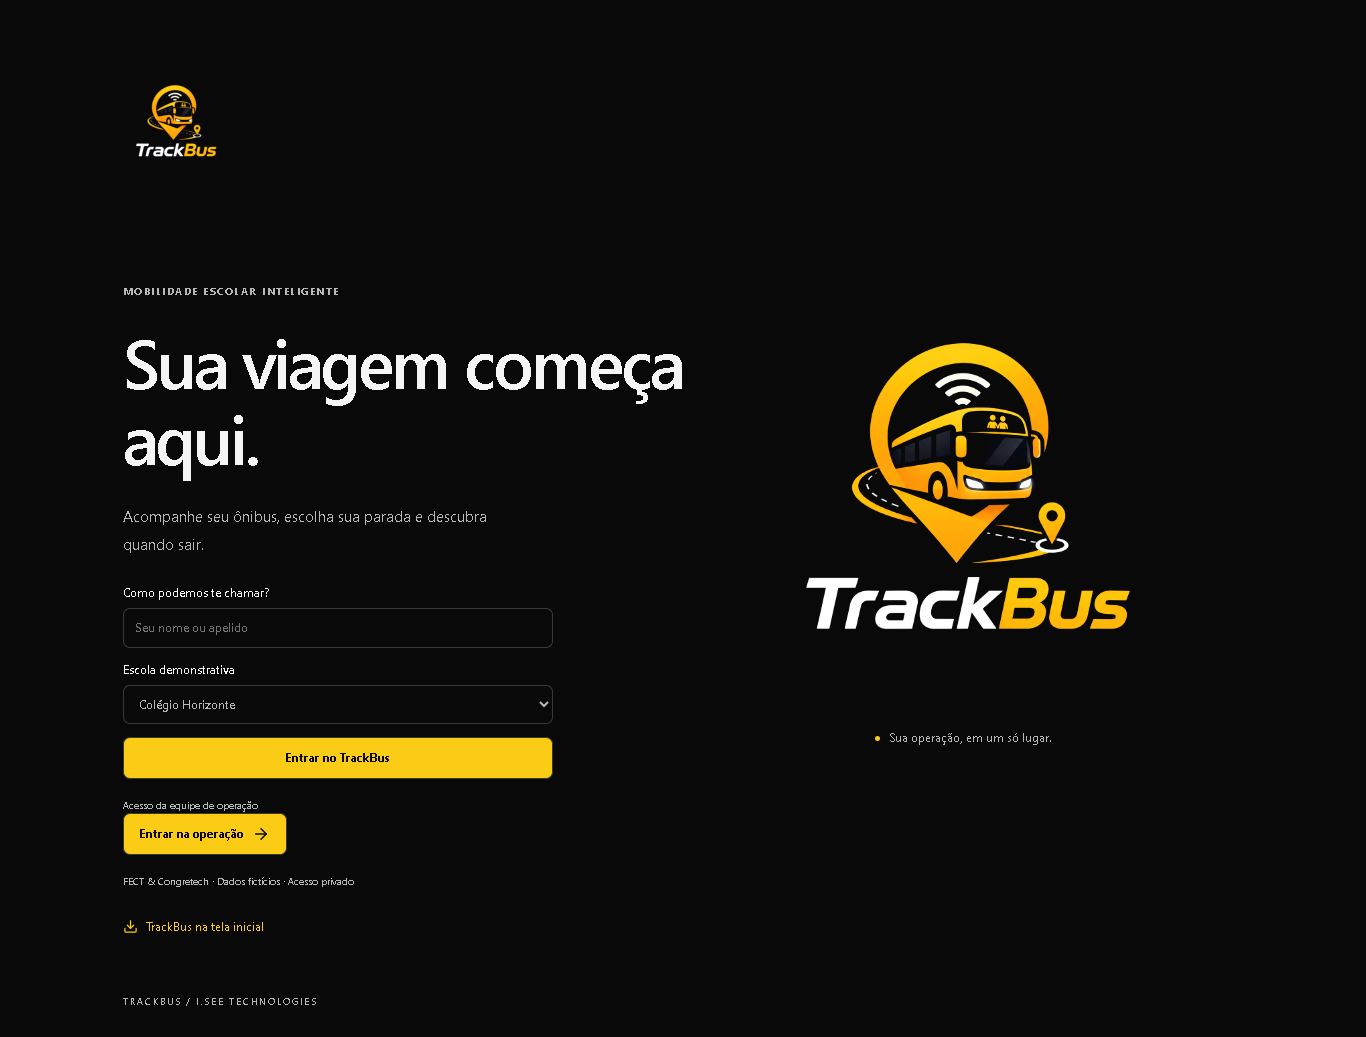 TrackBus
MOBILIDADE ESCOLAR INTELIGENTE
Sua viagem começa
aqui.
Acompanhe seu ônibus, escolha sua parada e descubra
quando sair.
Como podemos te chamar?
Seu nome ou apelido
Escola demonstrativa
Colégio Horizonte
Entrar no TrackBus
Acesso da equipe de operação
Entrar na operação
FECT & Congretech · Dados fictícios · Acesso privado
TrackBus na tela inicial
TRACKBUS / I.SEE TECHNOLOGIES
TrackBus
Sua operação, em um só lugar.